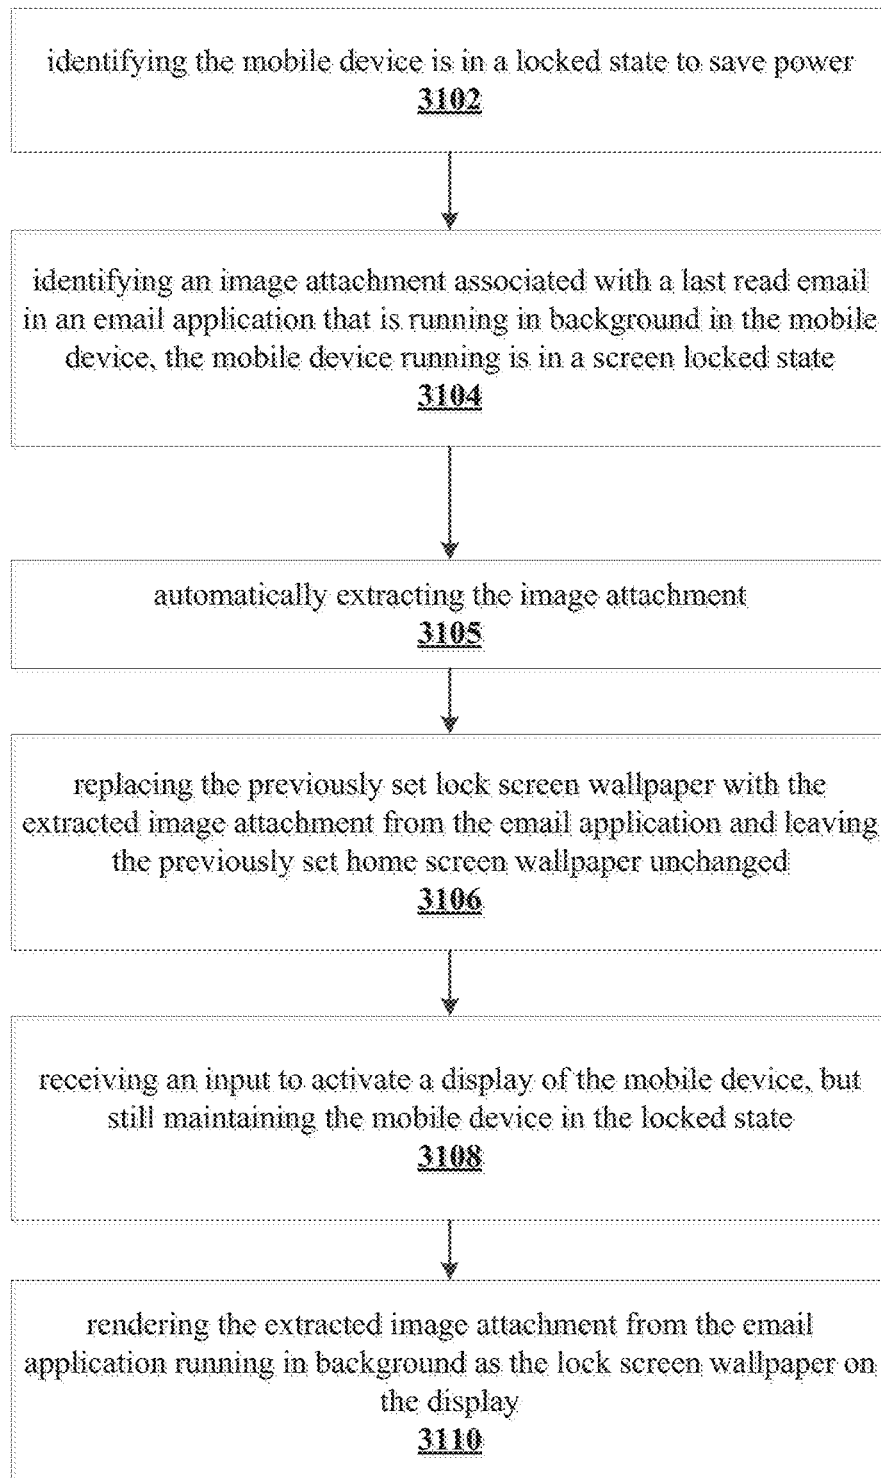 identifying the mobile device is in a locked state to save power
3102
identifying an image attachment associated with a last read email
in an email application that is running in background in the mobile
device, the mobile device running is in a screen locked state
3104
automatically extracting the image attachment
3105
replacing the previously set lock screen wallpaper with the
extracted image attachment from the email application and leaving
the previously set home screen wallpaper unchanged
3106
receiving an input to activate a display of the mobile device, but
still maintaining the mobile device in the locked state
3108
rendering the extracted image attachment from the email
application running in background as the lock screen wallpaper on
the display
3110